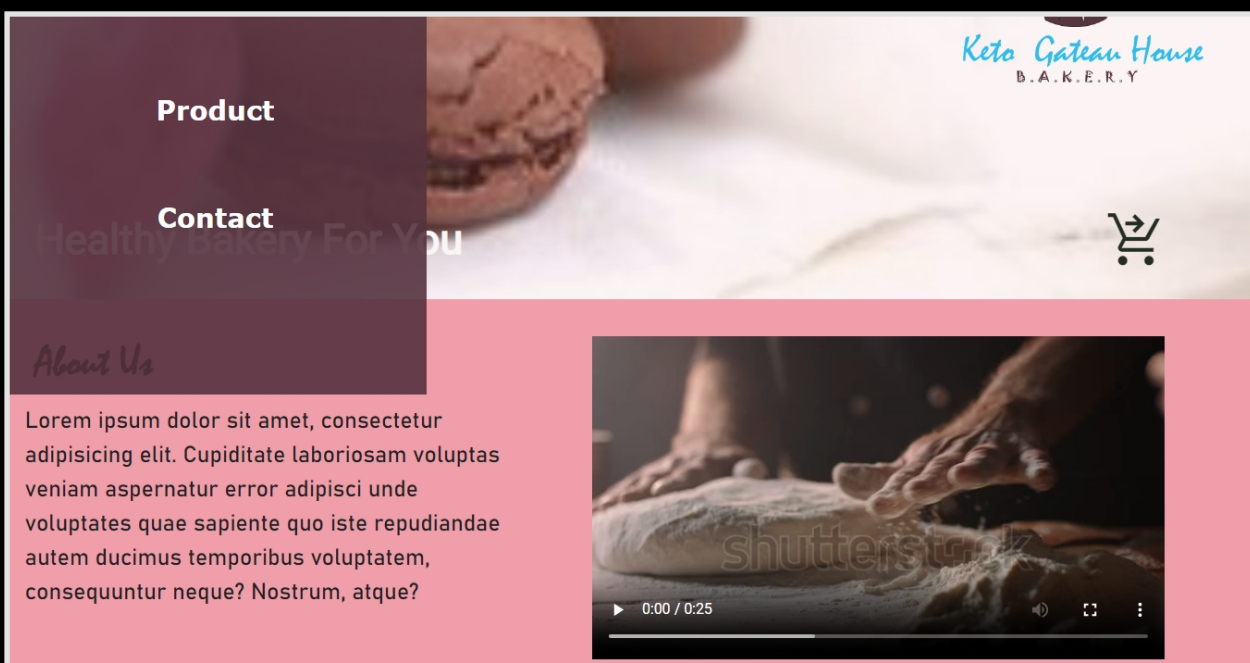 Keto Gateau House
B.A.K.E.R.Y
Product
Contact
Healthy Bakery For You
About Us
Lorem ipsum dolor sit amet, consectetur
adipisicing elit. Cupiditate laboriosam voluptas
veniam aspernatur error adipisci unde
voluptates quae sapiente quo iste repudiandae
autem ducimus temporibus voluptatem,
consequuntur neque? Nostrum, atque?
shutterstock
0:00 / 0:25